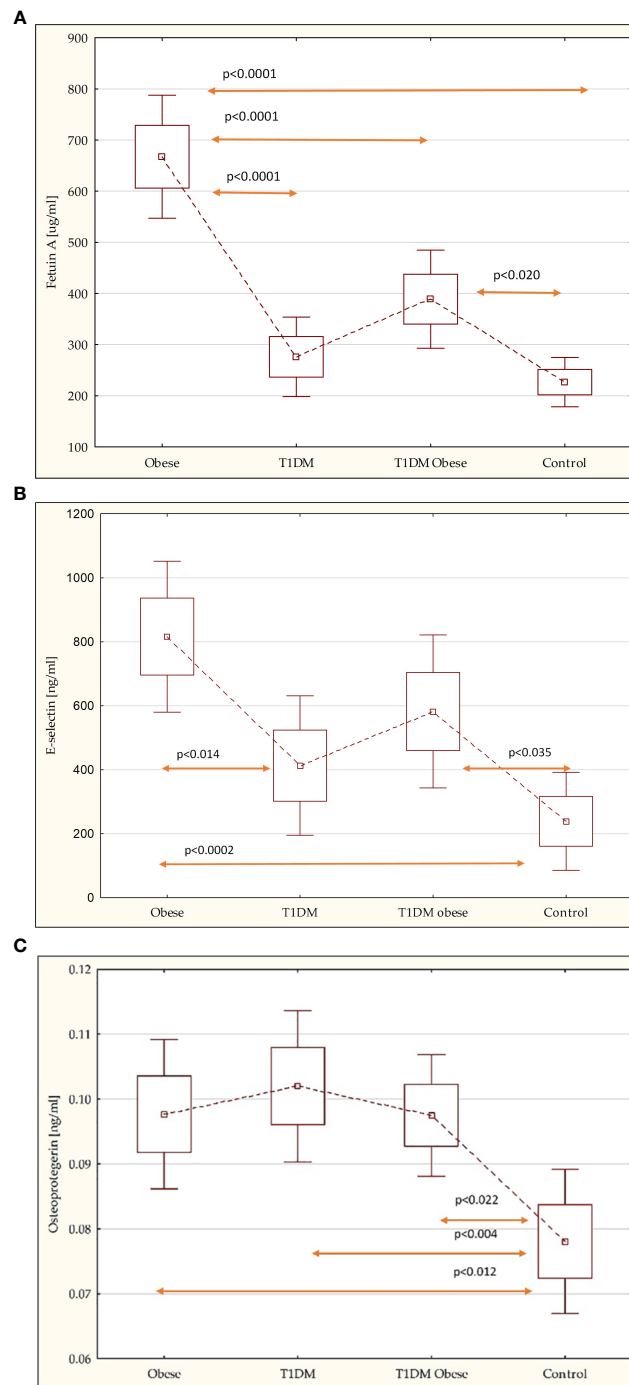 A
900
800
700
600
500
400
300
200
100
Fetuin A [ug/ml]
p<0.0001
p<0.0001
p<0.0001
p<0.020
Obese T1DM T1DM Obese Control
B
1200
1000
800
600
400
200
0
E-selectin [ng/ml]
p<0.014 p<0.035
p<0.0002
Obese T1DM T1DM obese Control
C
0.12
0.11
0.10
0.09
0.08
0.07
0.06
Osteoprotegerin [ng/ml]
p<0.022
p<0.004
p<0.012
Obese T1DM T1DM Obese Control